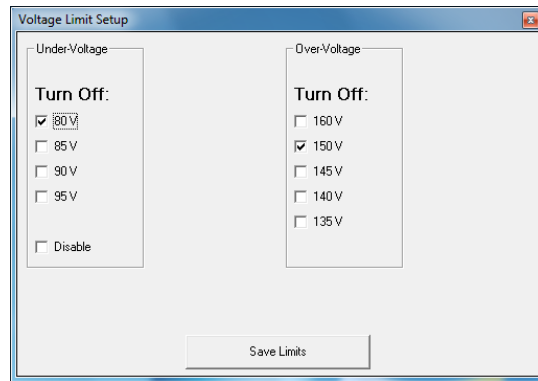 Voltage Limit Setup
Under-Voltage
Turn Off:
80 V
85 V
90 V
95 V
Disable
Over-Voltage
Turn Off:
160 V
150 V
145 V
140 V
135 V
Save Limits